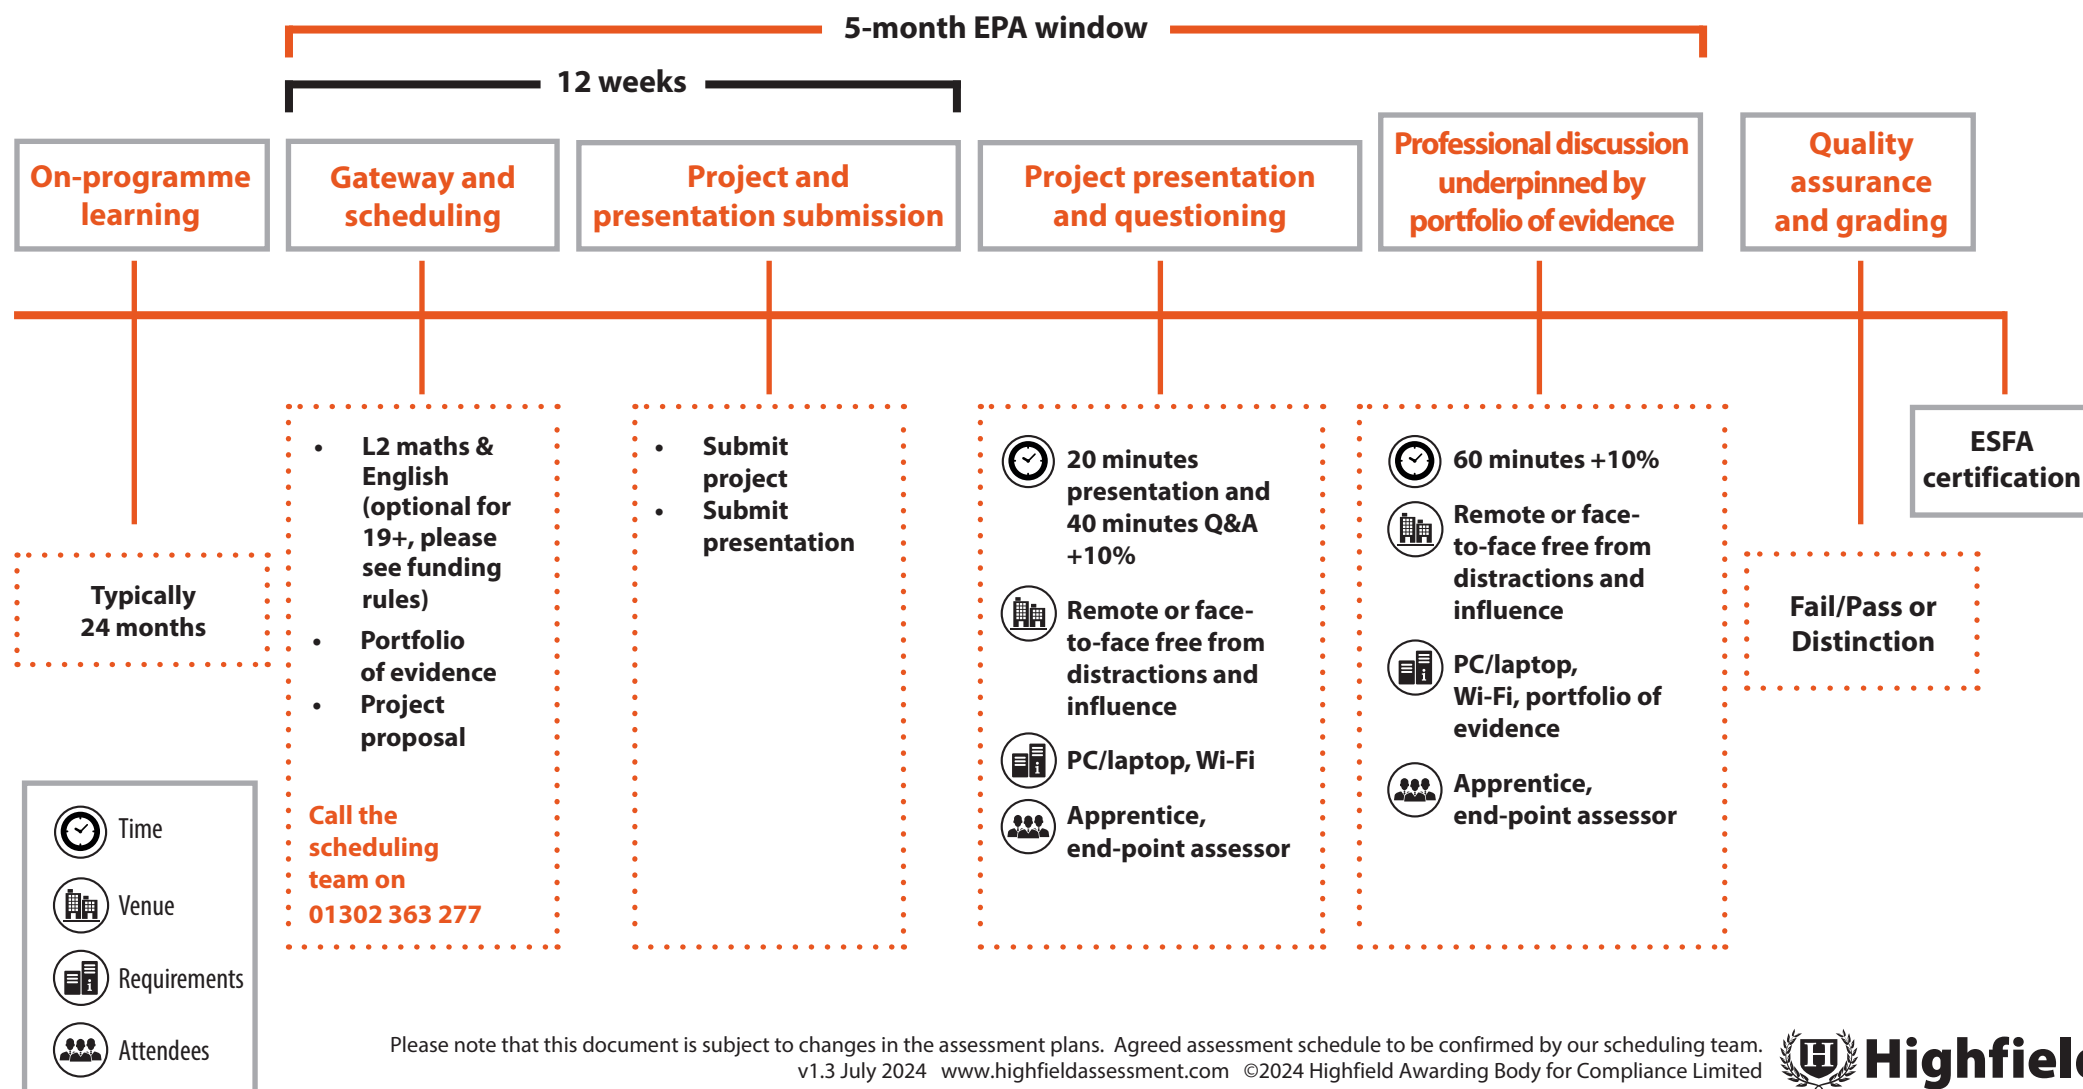 5-month EPA window
12 weeks
On-programme
learning
Gateway and
scheduling
Project and
presentation submission
Project presentation
and questioning
Professional discussion
underpinned by
portfolio of evidence
Quality
assurance
and grading
Typically
24 months
• L2 maths &
English
(optional for
19+, please
see funding
rules)
• Portfolio
of evidence
• Project
proposal
Call the
scheduling
team on
01302 363 277
• Submit
project
• Submit
presentation
20 minutes
presentation and
40 minutes Q&A
+10%
Remote or face-
to-face free from
distractions and
influence
PC/laptop, Wi-Fi
Apprentice,
end-point assessor
60 minutes +10%
Remote or face-
to-face free from
distractions and
influence
PC/laptop,
Wi-Fi, portfolio of
evidence
Apprentice,
end-point assessor
Fail/Pass or
Distinction
ESFA
certification
Time
Venue
Requirements
Attendees
Please note that this document is subject to changes in the assessment plans. Agreed assessment schedule to be confirmed by our scheduling team.
v1.3 July 2024 www.highfieldassessment.com ©2024 Highfield Awarding Body for Compliance Limited
H
Highfield